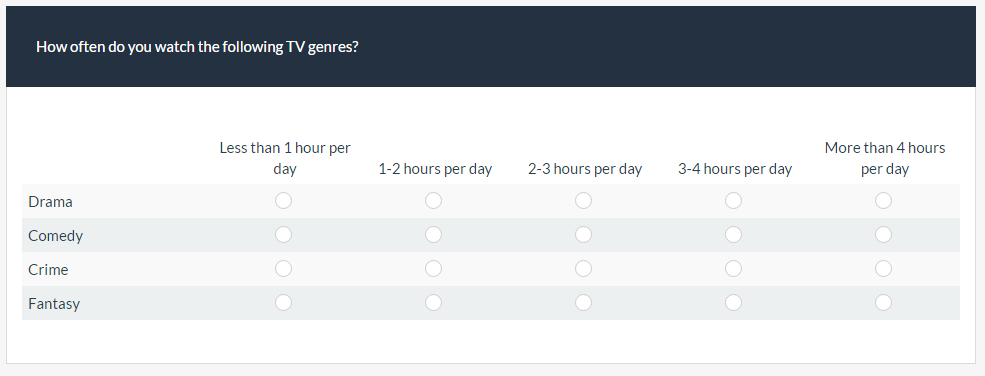 How often do you watch the following TV genres?
Less than 1 hour per
day
1-2 hours per day
2-3 hours per day
3-4 hours per day
More than 4 hours
per day
Drama
Comedy
Crime
Fantasy